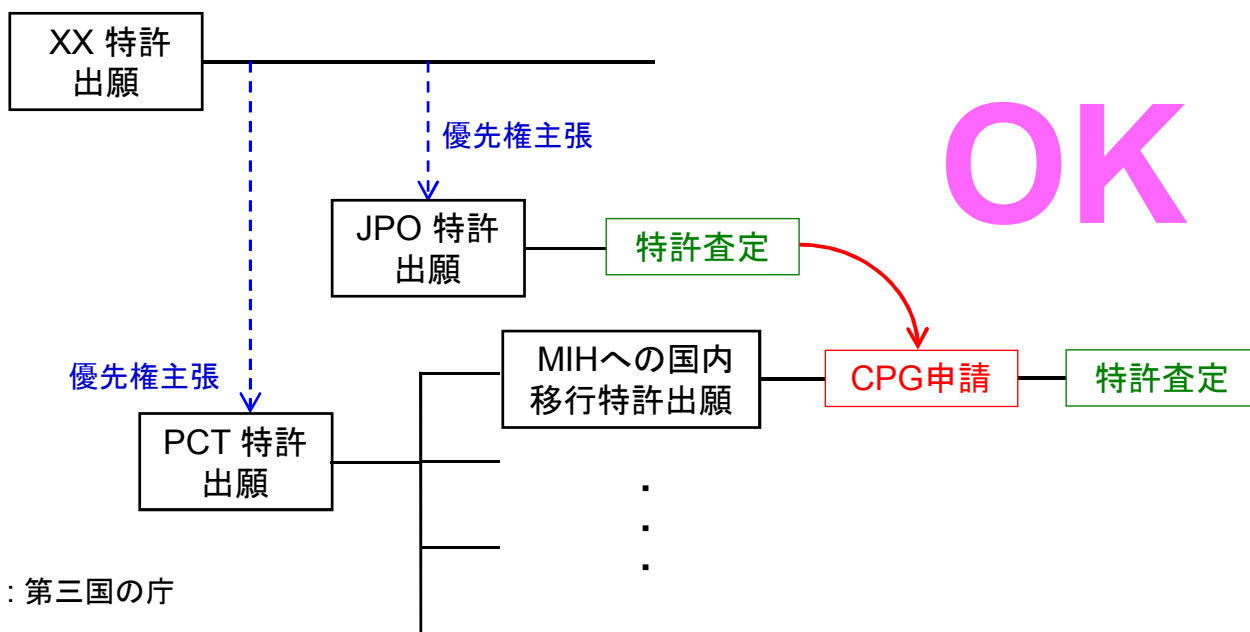 XX 特許
出願
OK
優先権主張
JPO 特許
出願
特許査定
優先権主張
MIHへの国内
移行特許出願
CPG申請
特許査定
PCT 特許
出願
: 第三国の庁